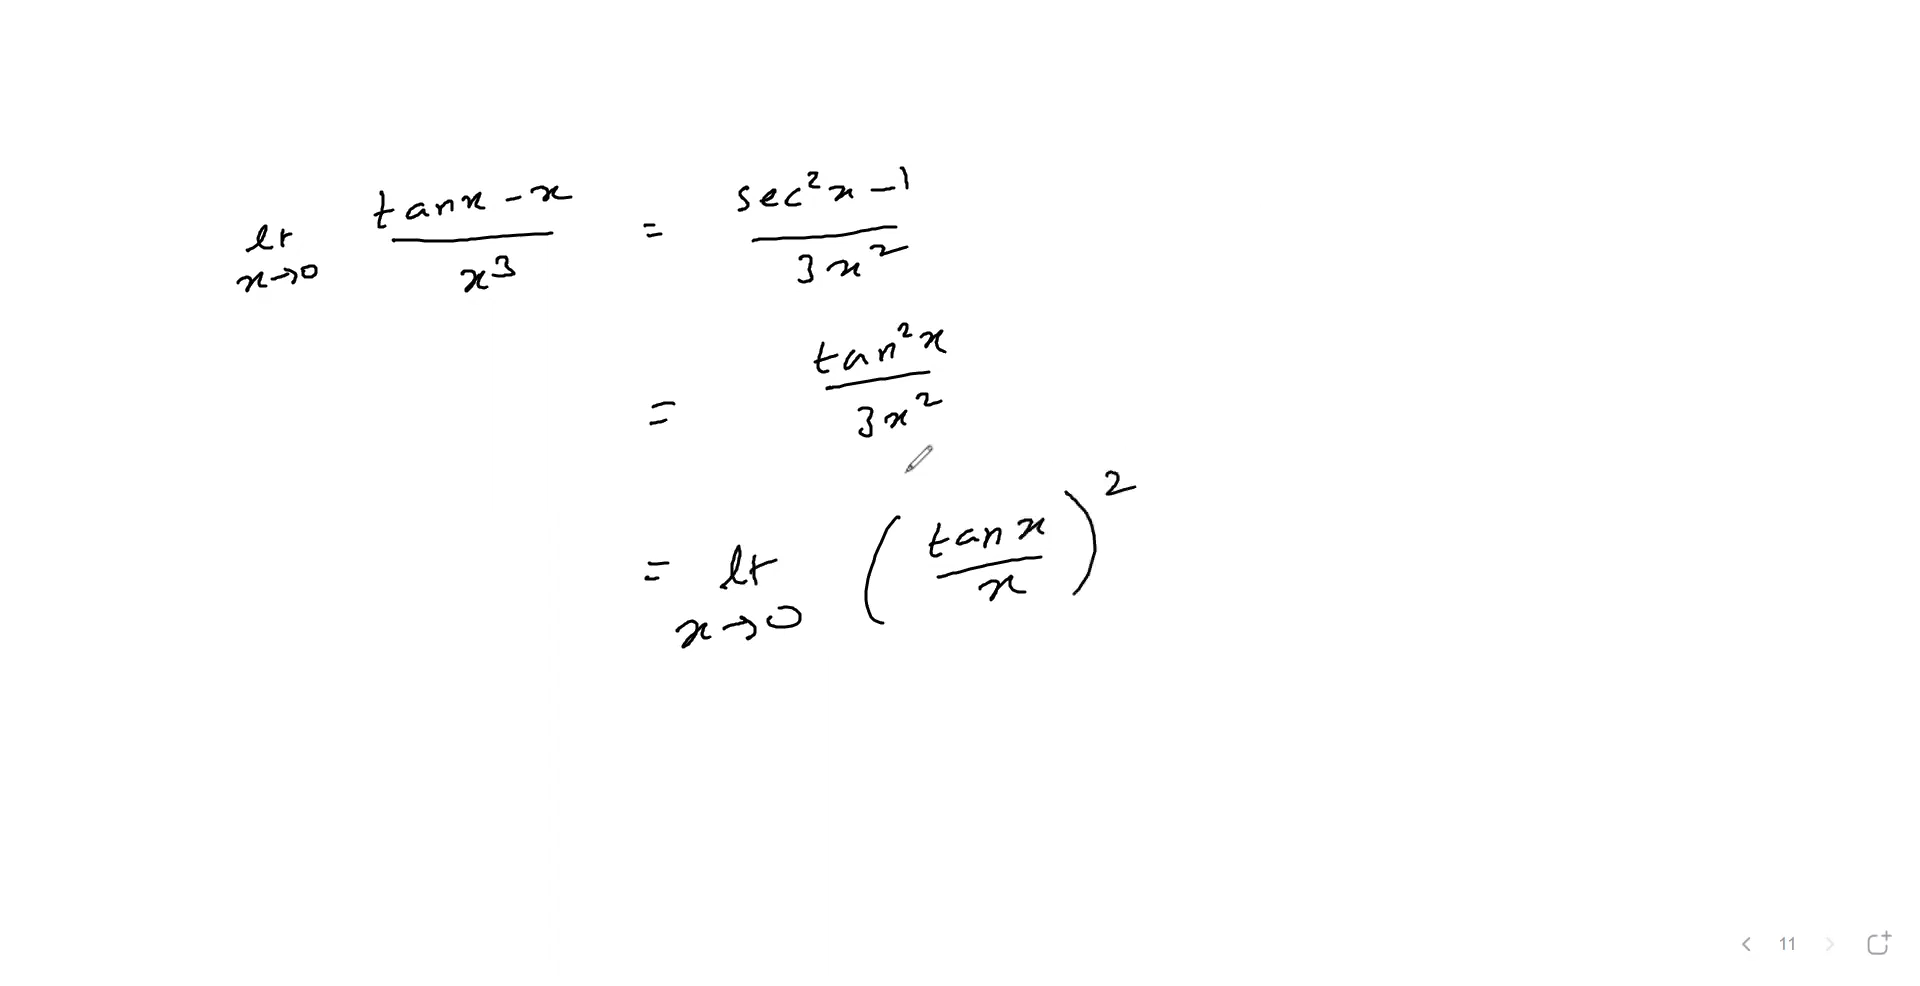 lt x→0 (tanx - x)/x³ = (sec²x - 1)/3x²
= tan²x/3x²
= lt x→0 (tanx/x)²
11